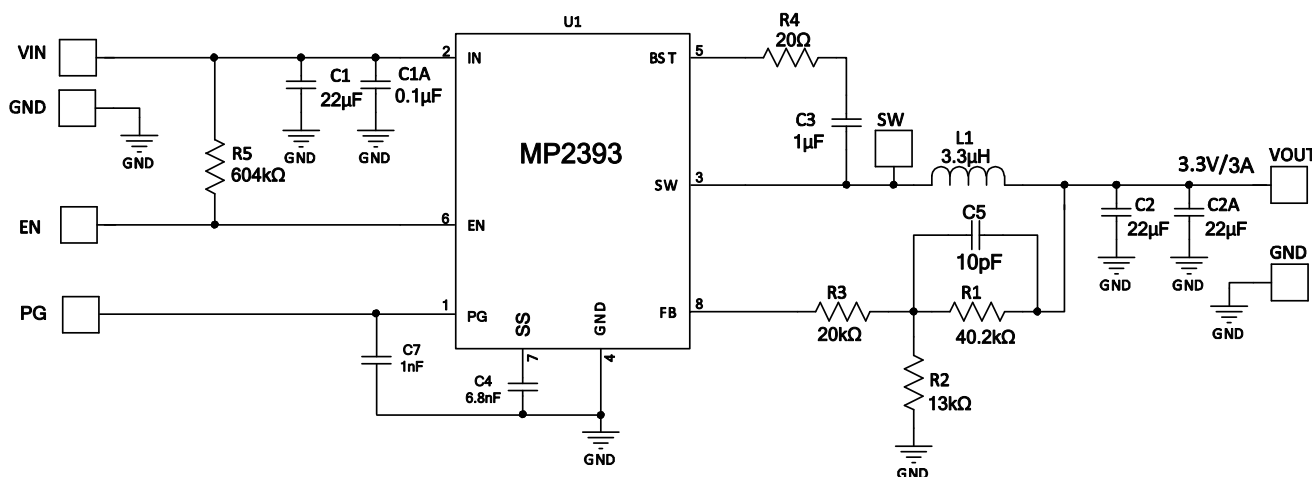 U1
VIN
GND
GND
EN
PG
R5
604kΩ
C1
22µF
GND
C1A
0.1µF
GND
C7
1nF
2
IN
6
EN
1
PG
MP2393
BST
5
SW
3
FB
8
SS
7
GND
4
C4
6.8nF
GND
R4
20Ω
C3
1µF
SW
L1
3.3µH
C5
10pF
R3
20kΩ
R1
40.2kΩ
R2
13kΩ
GND
3.3V/3A
VOUT
C2
22µF
GND
C2A
22µF
GND
GND
GND